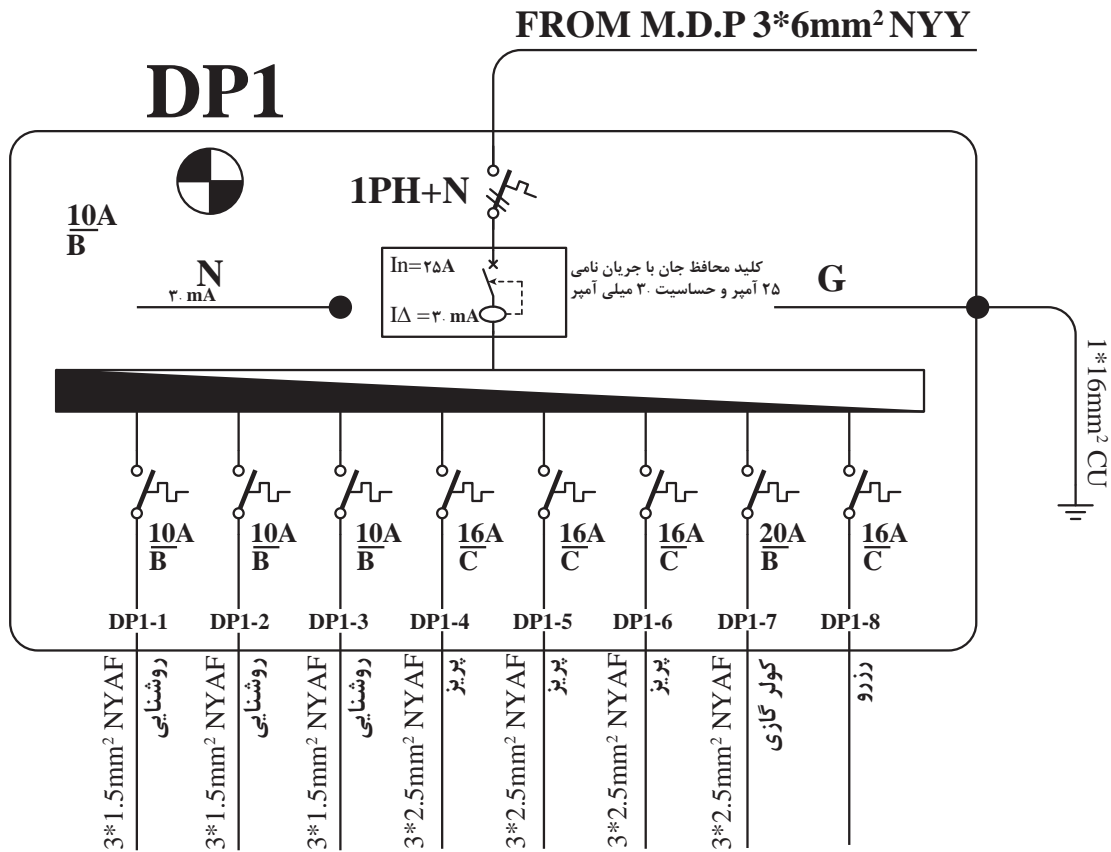 FROM M.D.P 3*6mm² NYY
DP1
1PH+N
10A
B
N
۳۰ mA
In=۲۵A
I∆ =۳۰ mA
کلید محافظ جان با جریان نامی
۲۵ آمپر و حساسیت ۳۰ میلی آمپر
G
1*16mm² CU
10A
B
10A
B
10A
B
16A
C
16A
C
16A
C
20A
B
16A
C
DP1-1
DP1-2
DP1-3
DP1-4
DP1-5
DP1-6
DP1-7
DP1-8
3*1.5mm² NYAF
روشنایی
3*1.5mm² NYAF
روشنایی
3*1.5mm² NYAF
روشنایی
3*2.5mm² NYAF
پریز
3*2.5mm² NYAF
پریز
3*2.5mm² NYAF
پریز
3*2.5mm² NYAF
کولر گازی
رزرو